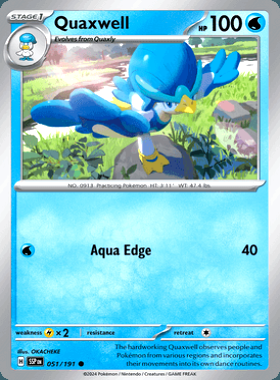 STAGE 1 Quaxwell HP 100
Evolves from Quaxly
NO. 0913 Practicing Pokémon HT: 3'11" WT: 47.4 lbs.
Aqua Edge 40
weakness ×2 resistance retreat
illus. OKACHEKE
The hardworking Quaxwell observes people and
Pokémon from various regions and incorporates
their movements into its own dance routines.
H SSP EN 051/191
©2024 Pokémon / Nintendo / Creatures / GAME FREAK